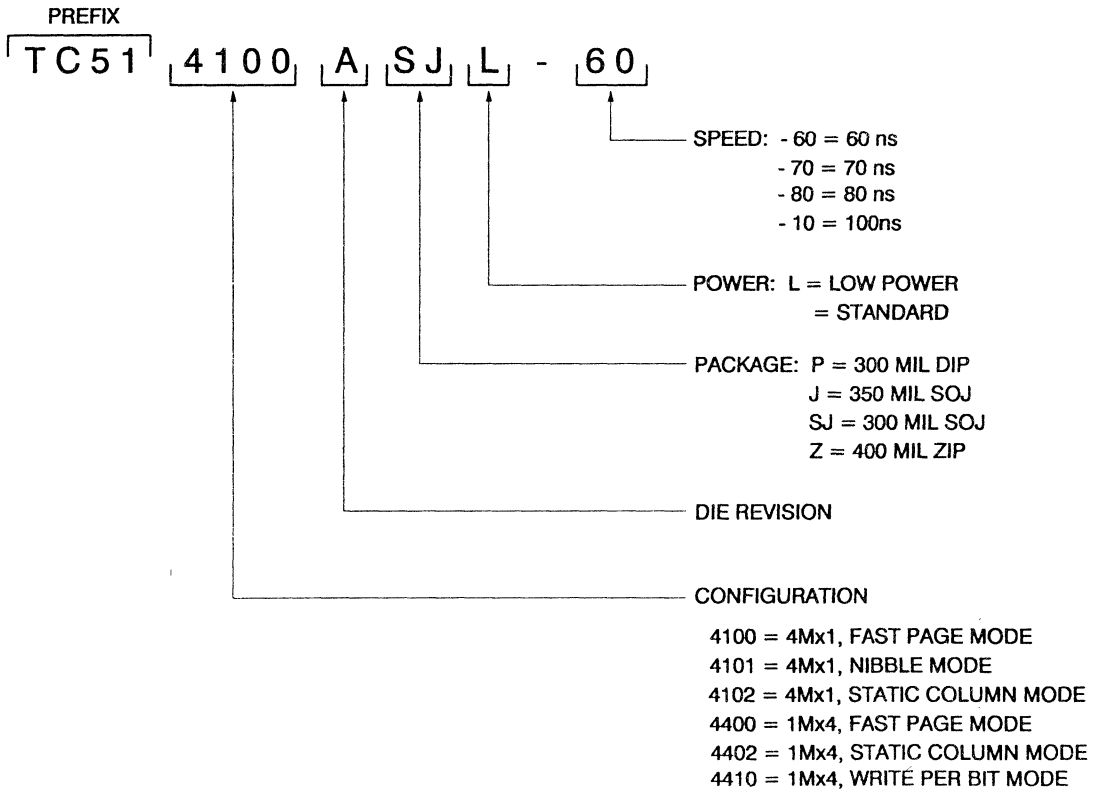 PREFIX
TC51 4100 A SJ L - 60
SPEED: - 60 = 60 ns
- 70 = 70 ns
- 80 = 80 ns
- 10 = 100ns
POWER: L = LOW POWER
= STANDARD
PACKAGE: P = 300 MIL DIP
J = 350 MIL SOJ
SJ = 300 MIL SOJ
Z = 400 MIL ZIP
DIE REVISION
CONFIGURATION
4100 = 4Mx1, FAST PAGE MODE
4101 = 4Mx1, NIBBLE MODE
4102 = 4Mx1, STATIC COLUMN MODE
4400 = 1Mx4, FAST PAGE MODE
4402 = 1Mx4, STATIC COLUMN MODE
4410 = 1Mx4, WRITE PER BIT MODE